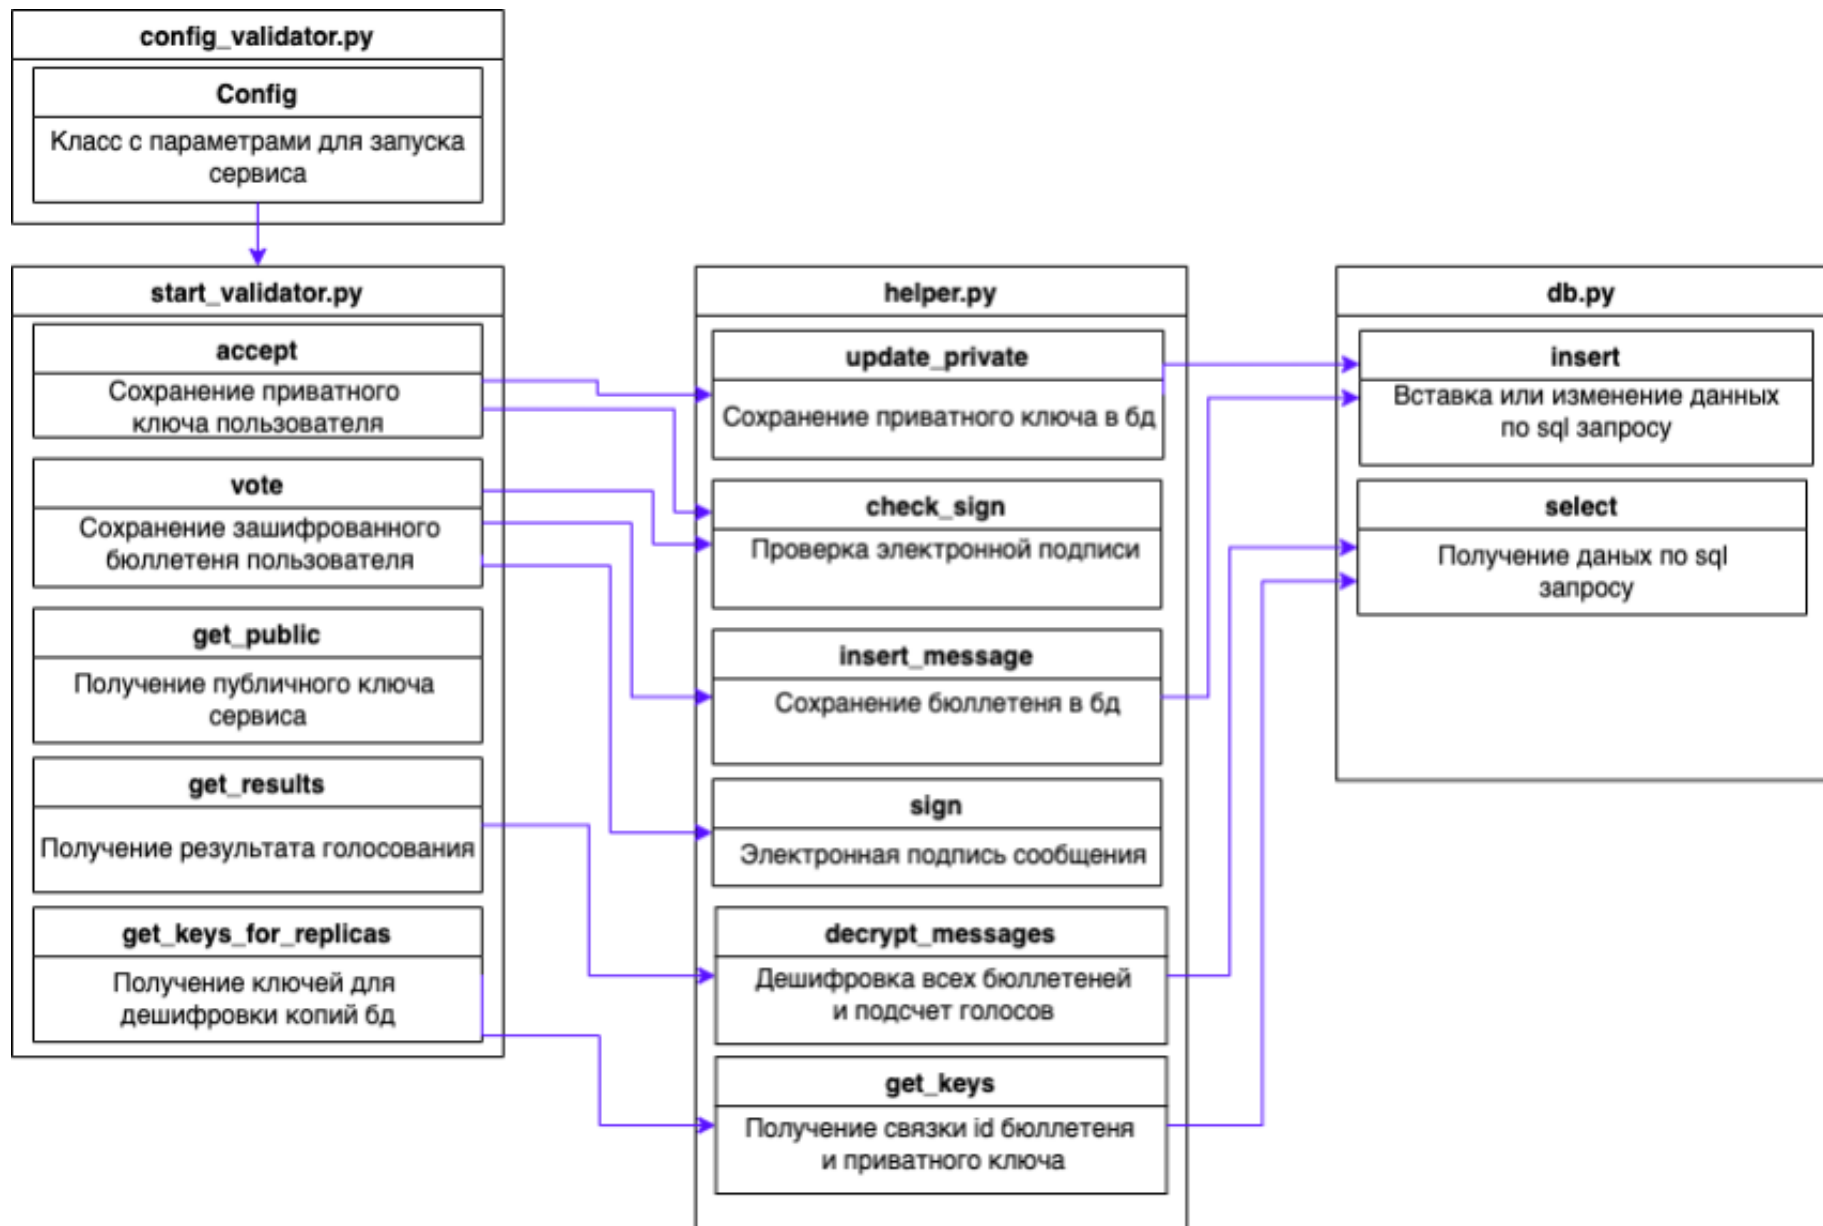 config_validator.py
Config
Класс с параметрами для запуска
сервиса
start_validator.py
accept
Сохранение приватного
ключа пользователя
vote
Сохранение зашифрованного
бюллетеня пользователя
get_public
Получение публичного ключа
сервиса
get_results
Получение результата голосования
get_keys_for_replicas
Получение ключей для
дешифровки копий бд
helper.py
update_private
Сохранение приватного ключа в бд
check_sign
Проверка электронной подписи
insert_message
Сохранение бюллетеня в бд
sign
Электронная подпись сообщения
decrypt_messages
Дешифровка всех бюллетеней
и подсчет голосов
get_keys
Получение связки id бюллетеня
и приватного ключа
db.py
insert
Вставка или изменение данных
по sql запросу
select
Получение даных по sql
запросу